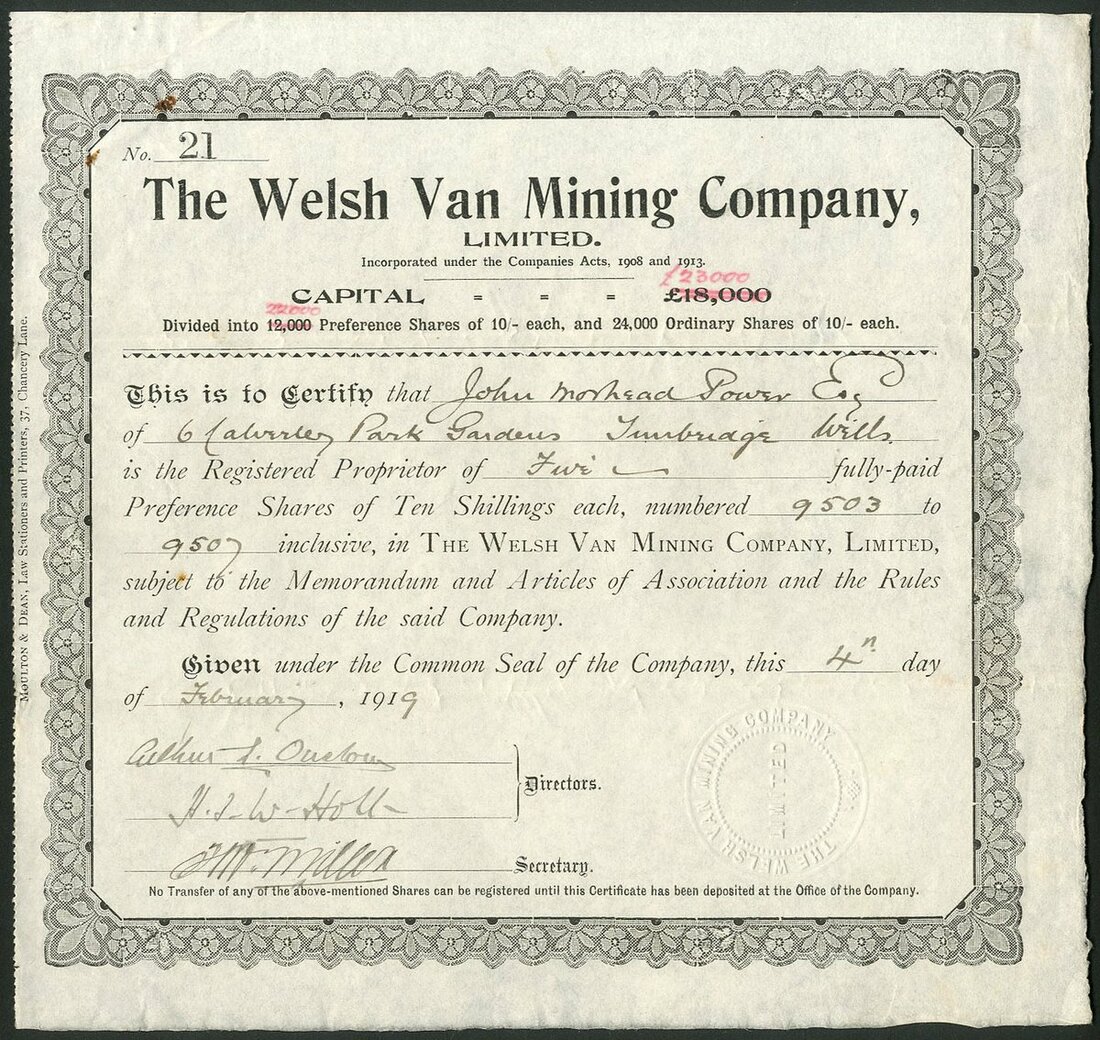 No. 21
The Welsh Van Mining Company,
LIMITED.
Incorporated under the Companies Acts, 1908 and 1913.
£23000
CAPITAL = = = £18,000
22000
Divided into 12,000 Preference Shares of 10/- each, and 24,000 Ordinary Shares of 10/- each.
This is to Certify that John Morhead Power Esq
of 6 Calverley Park Gardens Tunbridge Wells
is the Registered Proprietor of Five fully-paid
Preference Shares of Ten Shillings each, numbered 9503 to
9507 inclusive, in THE WELSH VAN MINING COMPANY, LIMITED,
subject to the Memorandum and Articles of Association and the Rules
and Regulations of the said Company.
Given under the Common Seal of the Company, this 4th day
of February, 1919
Arthur Onslow
Directors.
H. Holt
Miller Secretary.
No Transfer of any of the above-mentioned Shares can be registered until this Certificate has been deposited at the Office of the Company.
THE WELSH VAN MINING COMPANY
LIMITED
MOULTON & DEAN, Law Stationers and Printers, 37, Chancery Lane.